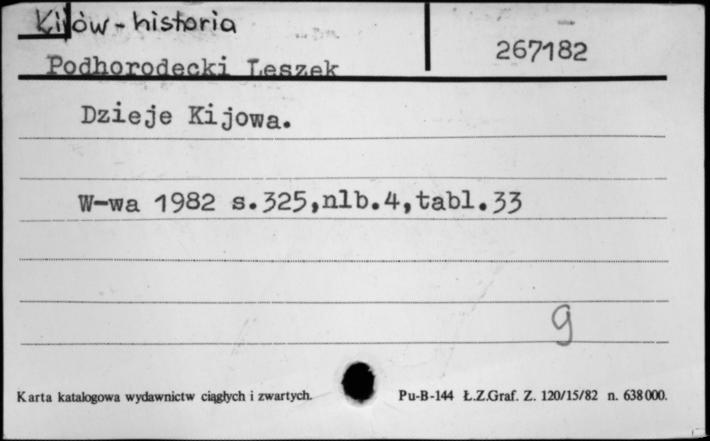 Kijów - historia
267182
Podhorodecki Leszek
Dzieje Kijowa.
W-wa 1982 s.325,nlb.4,tabl.33
g
Karta katalogowa wydawnictw ciągłych i zwartych. Pu-B-144 Ł.Z.Graf. Z. 120/15/82 n. 638000.